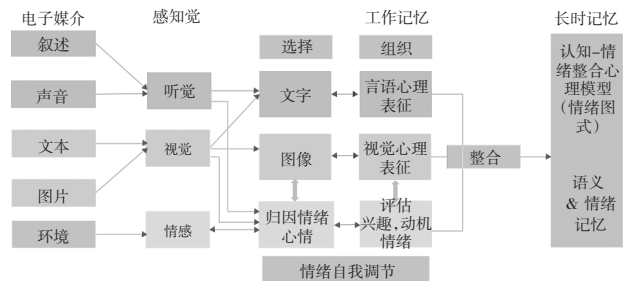 电子媒介
感知觉
工作记忆
长时记忆
选择
组织
叙述
声音
文本
图片
环境
听觉
视觉
情感
文字
图像
归因情绪
心情
言语心理
表征
视觉心理
表征
评估
兴趣,动机
情绪
整合
认知-情
绪整合心
理模型
(情绪图
式)
语义
& 情绪
记忆
情绪自我调节